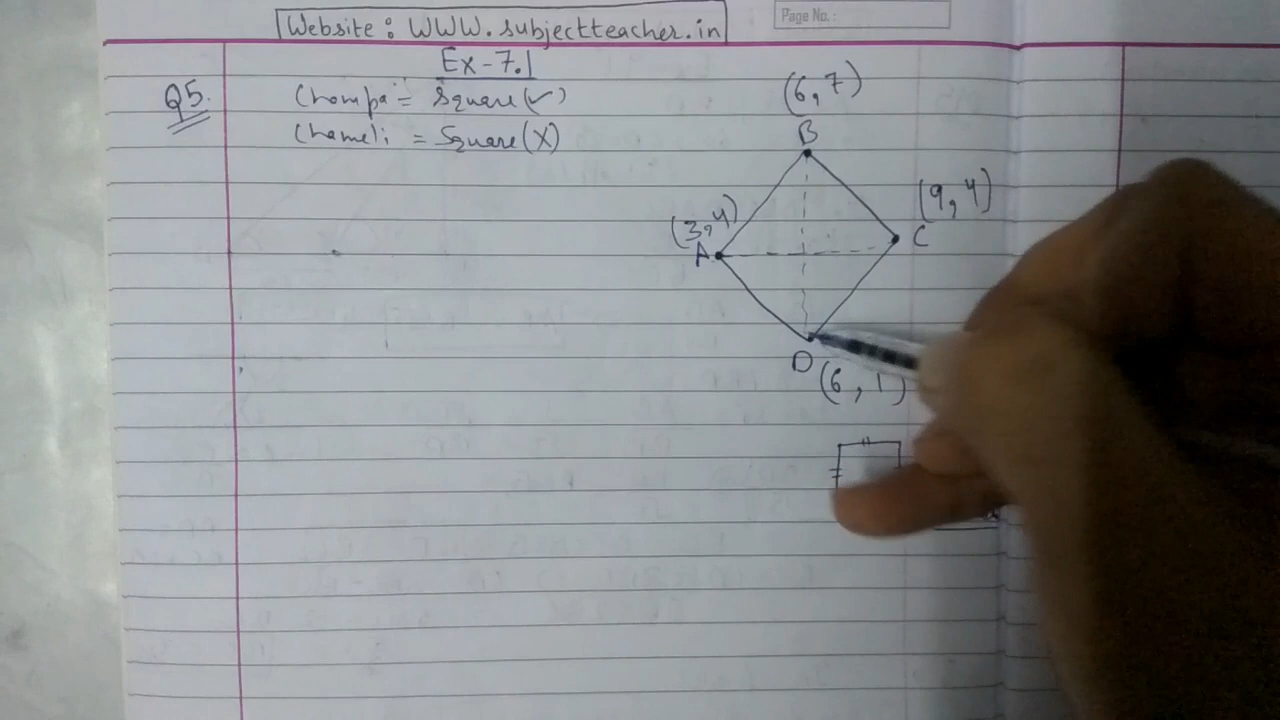 Website : WWW.subjectteacher.in
Page No. :
Ex-7.1
Q5.
Champa = Square (✓)
Chameli = Square (X)
(6, 7)
B
(9, 4)
C
(3, 4)
A
D
(6, 1)